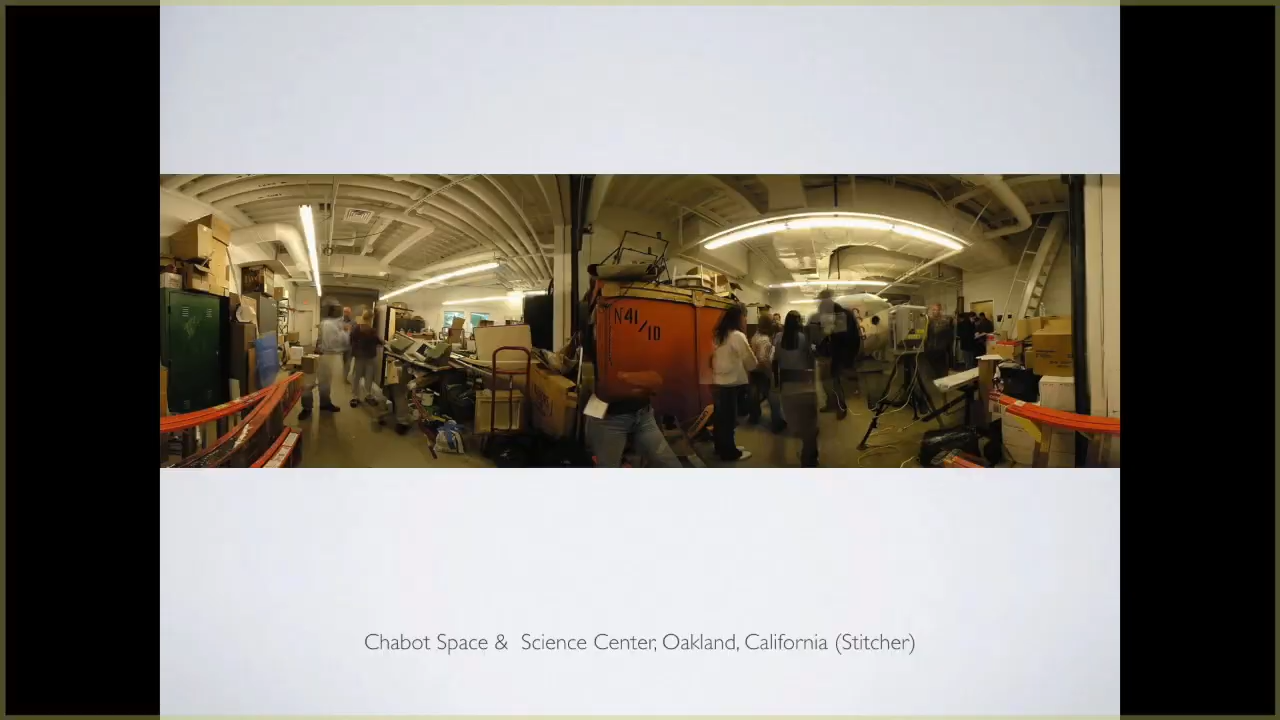 N41/10
Chabot Space & Science Center, Oakland, California (Stitcher)